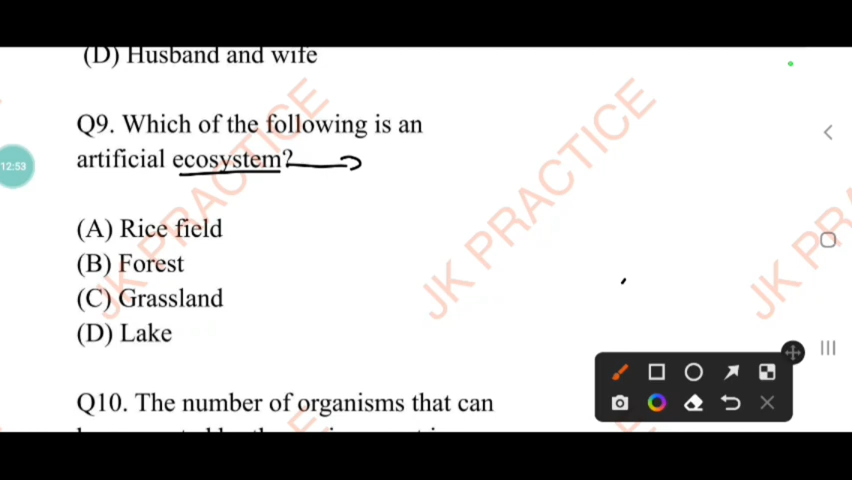 (D) Husband and wife
Q9. Which of the following is an
artificial ecosystem?
12:53
(A) Rice field
(B) Forest
(C) Grassland
(D) Lake
Q10. The number of organisms that can
JK PRACTICE
JK PRACTICE
JK PRA